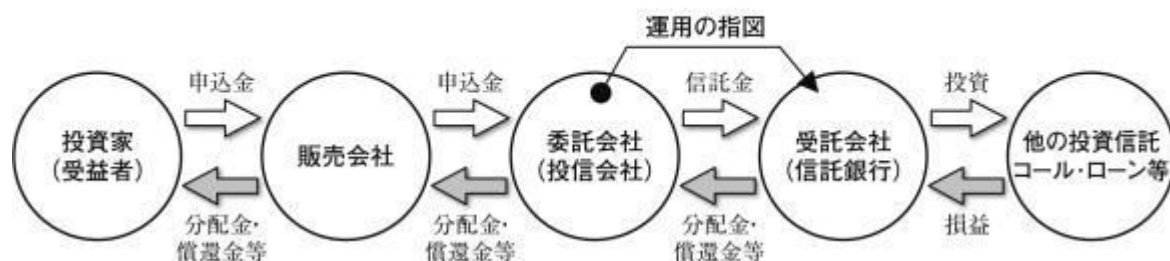 運用の指図
申込金
申込金
信託金
投資
投資家
(受益者)
販売会社
委託会社
(投信会社)
受託会社
(信託銀行)
他の投資信託
コール・ローン等
分配金・
償還金等
分配金・
償還金等
分配金・
償還金等
損益